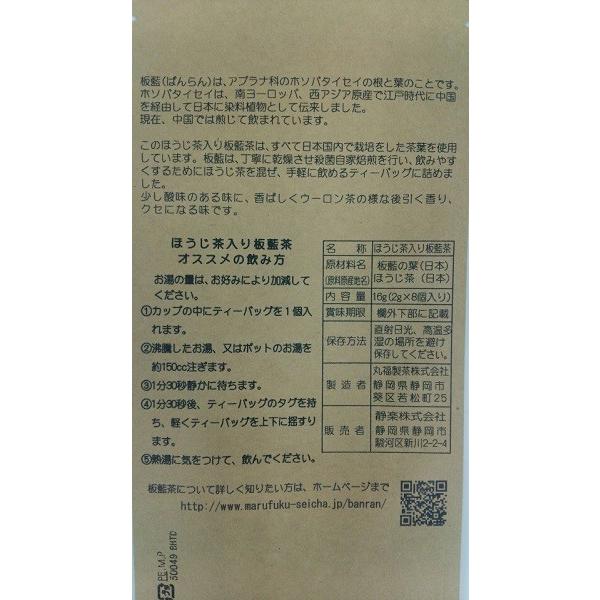 板藍(ばんらん)は、アブラナ科のホソバタイセイの根と葉のことです。
ホソバタイセイは、南ヨーロッパ、西アジア原産で江戸時代に中国
を経由して日本に染料植物として伝来しました。
現在、中国では煎じて飲まれています。
このほうじ茶入り板藍茶は、すべて日本国内で栽培をした茶葉を使用
しています。板藍は、丁寧に乾燥させ殺菌自家焙煎を行い、飲みやす
くするためにほうじ茶を混ぜ、手軽に飲めるティーバッグに詰めまし
た。
少し酸味のある味に、香ばしくウーロン茶の様な後引く香り、
クセになる味です。
ほうじ茶入り板藍茶
オススメの飲み方
お湯の量は、お好みにより加減して
ください。
①カップの中にティーバッグを1個入
れます。
②沸騰したお湯、又はポットのお湯を
約150cc注ぎます。
③1分30秒静かに待ちます。
④1分30秒後、ティーバッグのタグを持
ち、軽くティーバッグを上下に揺すり
ます。
⑤熱湯に気をつけて、飲んでください。
名称 ほうじ茶入り板藍茶
原材料名 板藍の葉(日本)
(原料原産地名) ほうじ茶(日本)
内容量 16g(2g×8個入り)
賞味期限 欄外下部に記載
保存方法 直射日光、高温多
湿の場所を避け
保存してください。
製造者 丸福製茶株式会社
静岡県静岡市
葵区若松町25
販売者 静楽株式会社
静岡県静岡市
駿河区新川2-2-4
板藍茶について詳しく知りたい方は、ホームページまで
http://www.marufuku-seicha.jp/banran/
PE.M.P
50049 BHTD
プラ